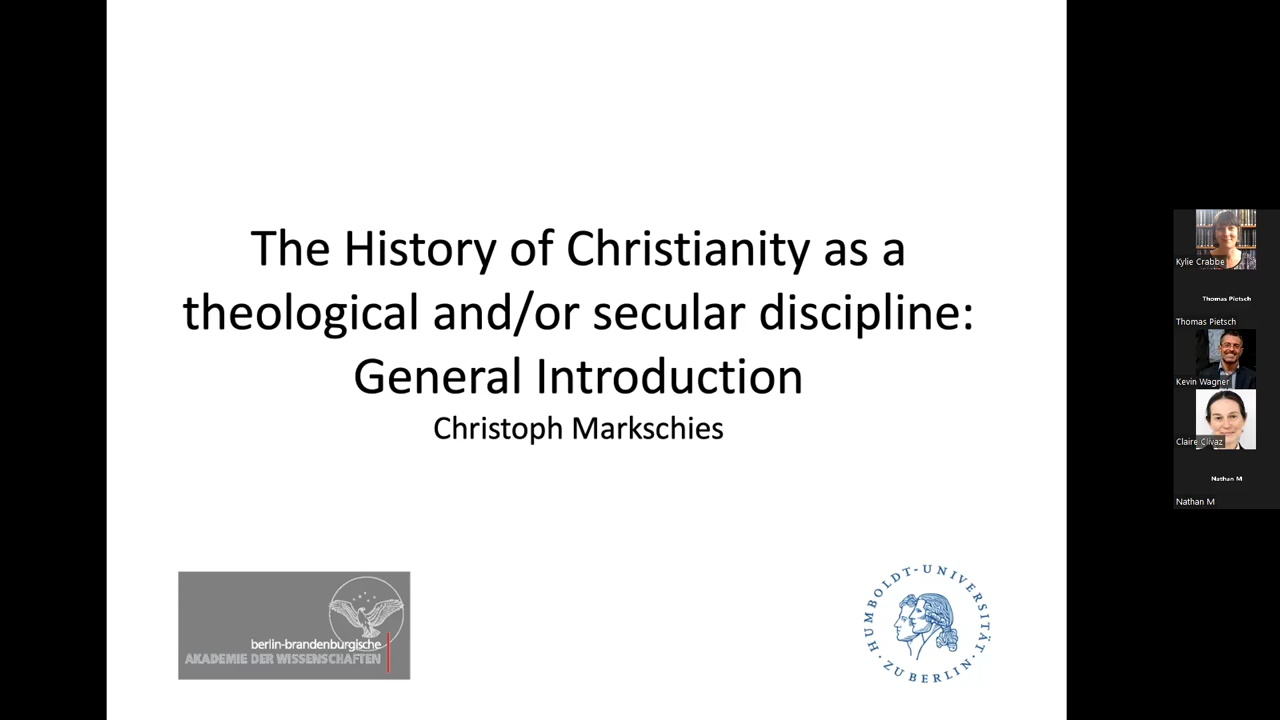 The History of Christianity as a
theological and/or secular discipline:
General Introduction
Christoph Markschies
berlin-brandenburgische
AKADEMIE DER WISSENSCHAFTEN
HUMBOLDT-UNIVERSITÄT
ZU BERLIN
Kylie Crabbe
Thomas Pietsch
Thomas Pietsch
Kevin Wagner
Claire Clivaz
Nathan M
Nathan M